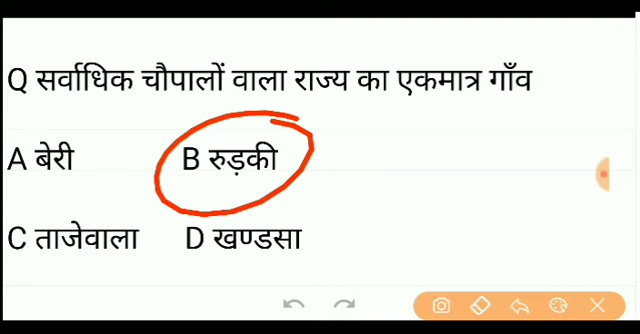 Q सर्वाधिक चौपालों वाला राज्य का एकमात्र गाँव
A बेरी B रुड़की
C ताजेवाला D खण्डसा